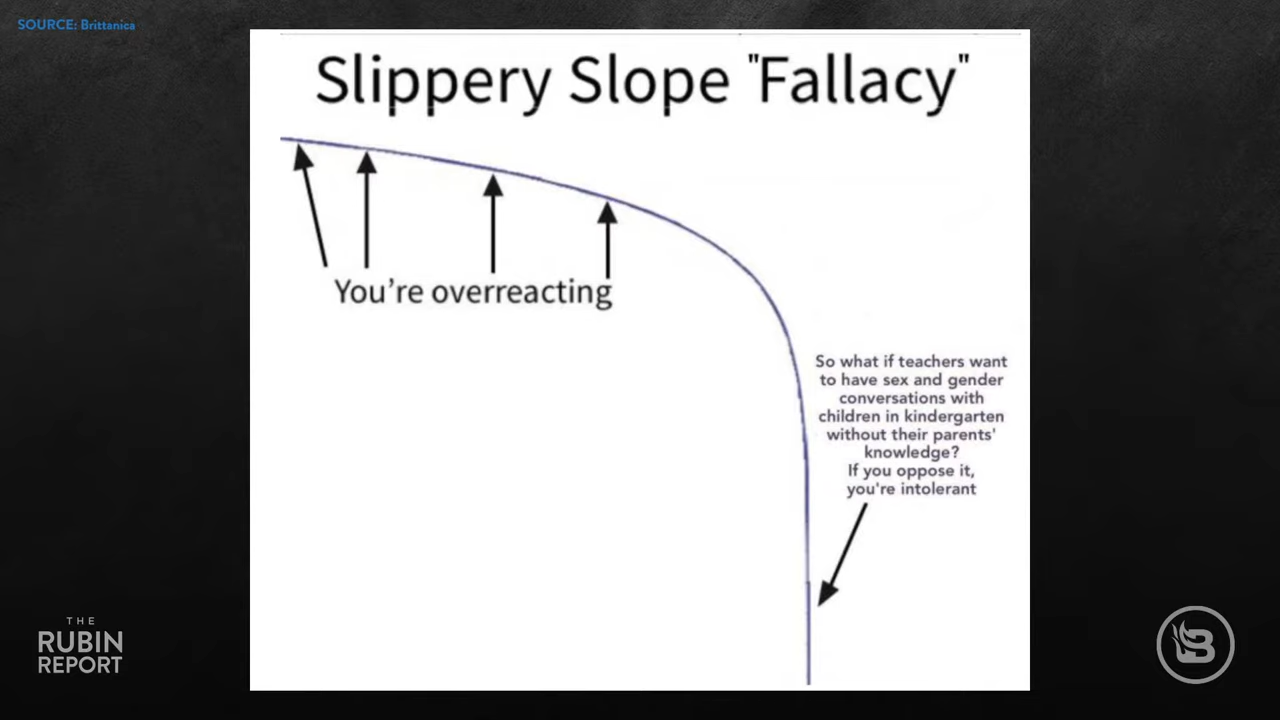 SOURCE: Brittanica
Slippery Slope "Fallacy"
You're overreacting
So what if teachers want
to have sex and gender
conversations with
children in kindergarten
without their parents'
knowledge?
If you oppose it,
you're intolerant
THE
RUBIN
REPORT
B